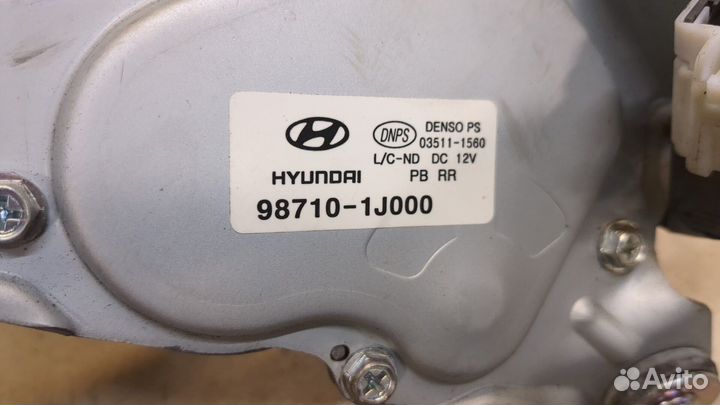 DNPS
DENSO PS
03511-1560
L/C-ND DC 12V
HYUNDAI
PB RR
98710-1J000
Avito